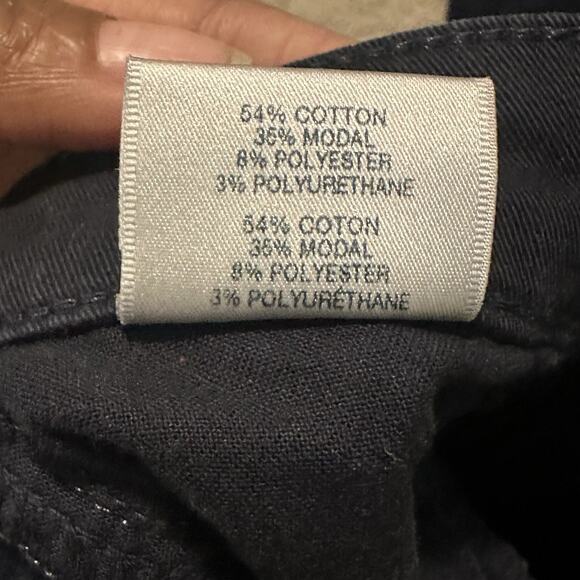 54% COTTON
35% MODAL
8% POLYESTER
3% POLYURETHANE
54% COTON
35% MODAL
8% POLYESTER
3% POLYURÉTHANE